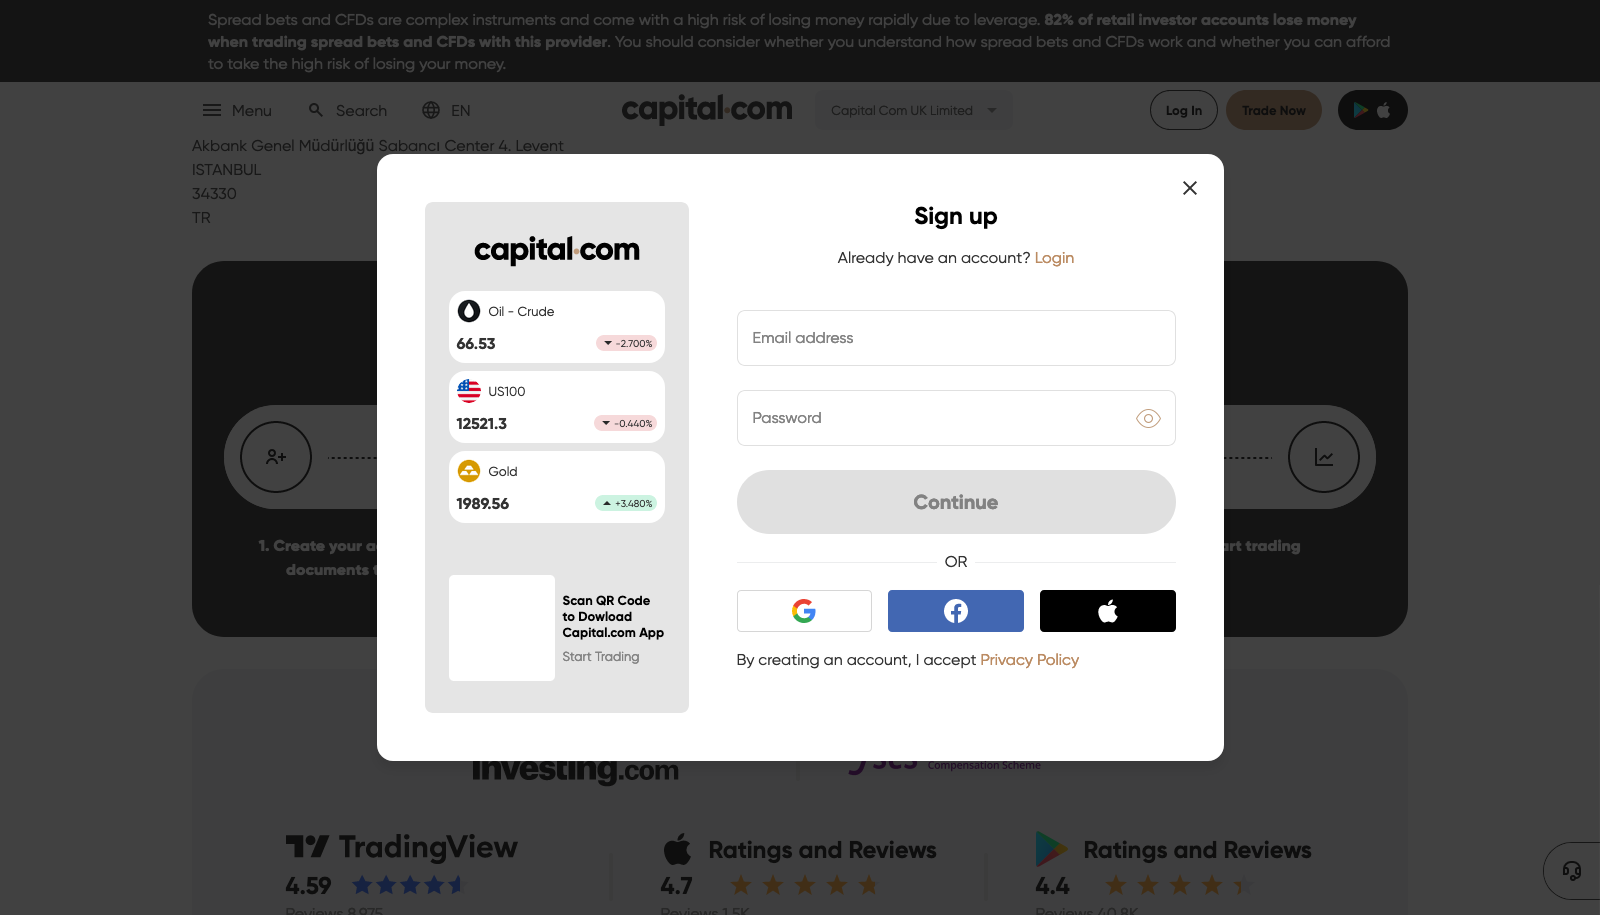 Spread bets and CFDs are complex instruments and come with a high risk of losing money rapidly due to leverage. 82% of retail investor accounts lose money
when trading spread bets and CFDs with this provider. You should consider whether you understand how spread bets and CFDs work and whether you can afford
to take the high risk of losing your money.
Menu Search EN capital.com Capital Com UK Limited Log In Trade Now
Akbank Genel Müdürlüğü Sabancı Center 4. Levent
ISTANBUL
34330
TR
capital.com
Oil - Crude
66.53 -2.700%
US100
12521.3 -0.440%
Gold
1989.56 +3.480%
Scan QR Code
to Dowload
Capital.com App
Start Trading
Sign up
Already have an account? Login
Email address
Password
Continue
OR
By creating an account, I accept Privacy Policy
1. Create your a
documents t
art trading
Investing.com
Compensation Scheme
TradingView
4.59
Reviews 8,975
Ratings and Reviews
4.7
Reviews 1.5K
Ratings and Reviews
4.4
Reviews 40.8K